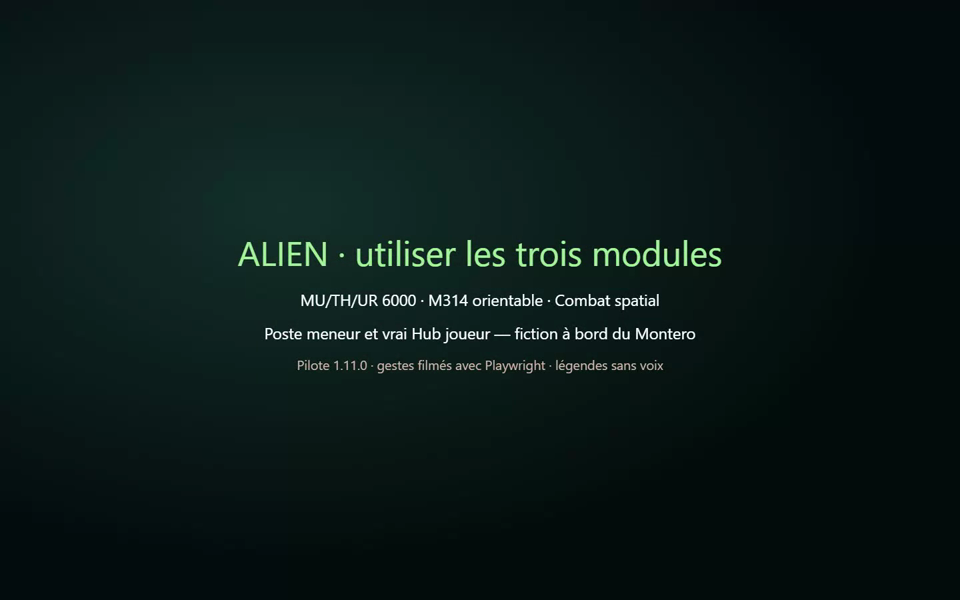 ALIEN · utiliser les trois modules
MU/TH/UR 6000 · M314 orientable · Combat spatial
Poste meneur et vrai Hub joueur — fiction à bord du Montero
Pilote 1.11.0 · gestes filmés avec Playwright · légendes sans voix